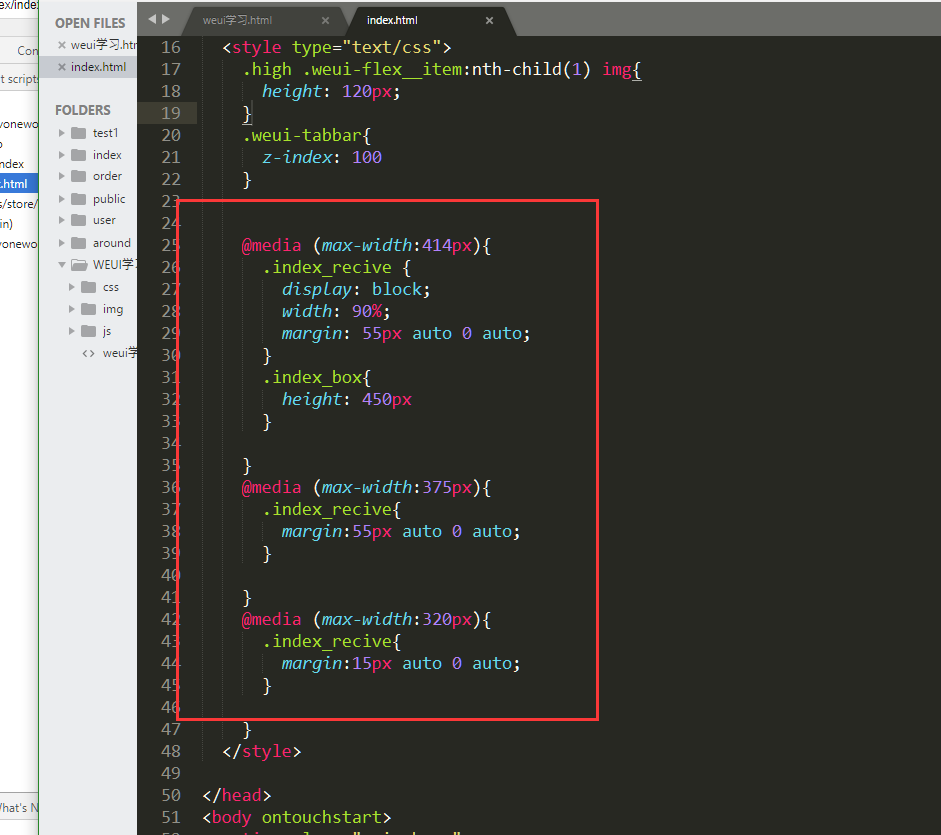 ex/inde
Con
t scripts
yonewo
o
ndex
x.html
s/store/
in)
yonewo
What's N
OPEN FILES
× weui学习.htm
× index.html
FOLDERS
test1
index
order
public
user
around
WEUI学习
css
img
js
<> weui学
weui学习.html ×
index.html ×
16 <style type="text/css">
17 .high .weui-flex__item:nth-child(1) img{
18 height: 120px;
19 }
20 .weui-tabbar{
21 z-index: 100
22 }
23
24
25 @media (max-width:414px){
26 .index_recive {
27 display: block;
28 width: 90%;
29 margin: 55px auto 0 auto;
30 }
31 .index_box{
32 height: 450px
33 }
34
35 }
36 @media (max-width:375px){
37 .index_recive{
38 margin:55px auto 0 auto;
39 }
40
41 }
42 @media (max-width:320px){
43 .index_recive{
44 margin:15px auto 0 auto;
45 }
46
47 }
48 </style>
49
50 </head>
51 <body ontouchstart>